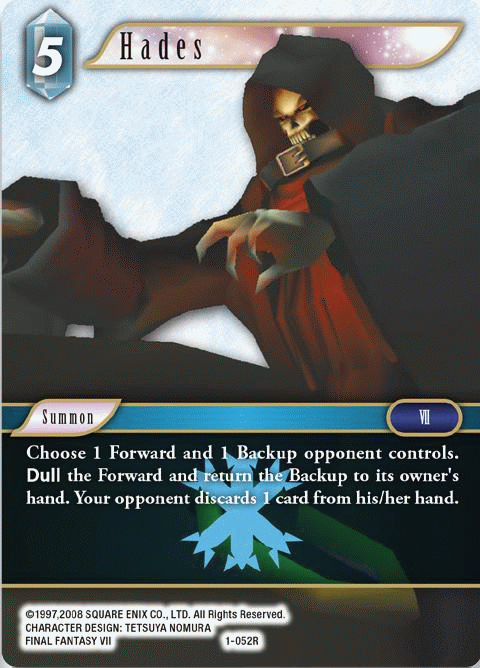 5
Hades
Summon
VII
Choose 1 Forward and 1 Backup opponent controls.
Dull the Forward and return the Backup to its owner's
hand. Your opponent discards 1 card from his/her hand.
©1997,2008 SQUARE ENIX CO., LTD. All Rights Reserved.
CHARACTER DESIGN: TETSUYA NOMURA
FINAL FANTASY VII
1-052R